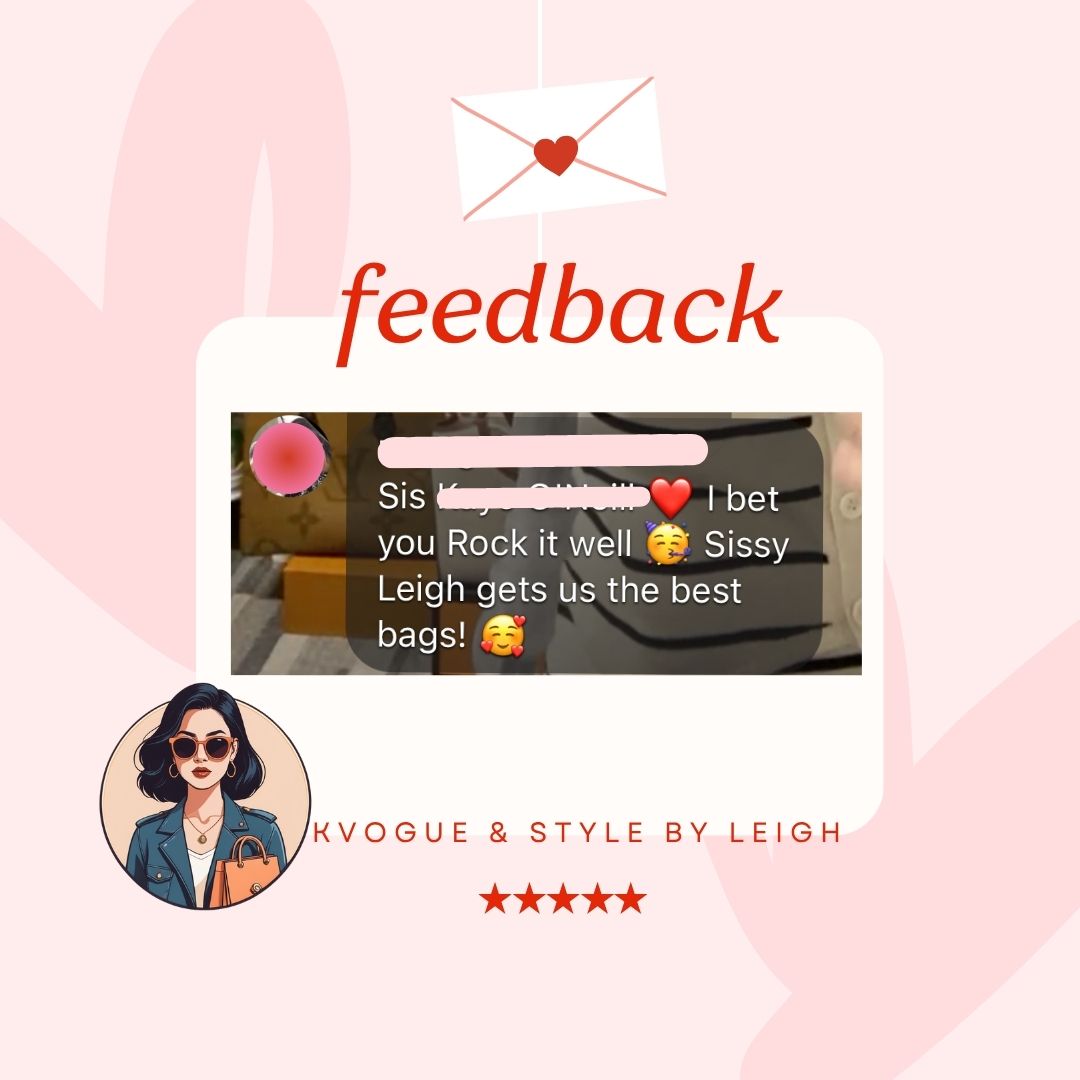 feedback
Sis ❤️ I bet
you Rock it well 🥳 Sissy
Leigh gets us the best
bags! 🥰
KVOGUE & STYLE BY LEIGH
★★★★★